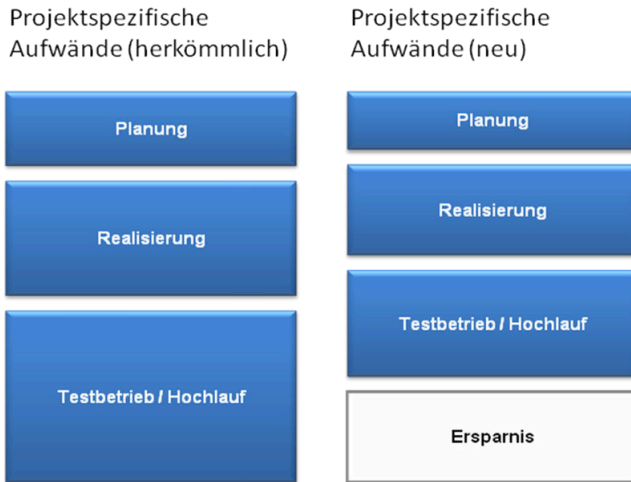 Projektspezifische
Aufwände (herkömmlich)
Planung
Realisierung
Testbetrieb / Hochlauf
Projektspezifische
Aufwände (neu)
Planung
Realisierung
Testbetrieb / Hochlauf
Ersparnis